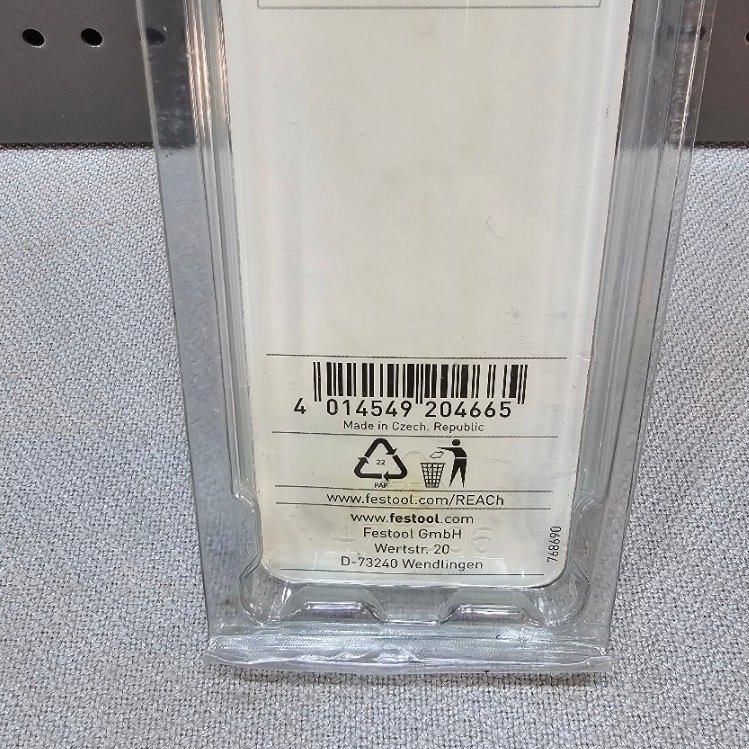 4 014549 204665
Made in Czech. Republic
22
PAP
www.festool.com/REACh
www.festool.com
Festool GmbH
Wertstr. 20
D-73240 Wendlingen
768690